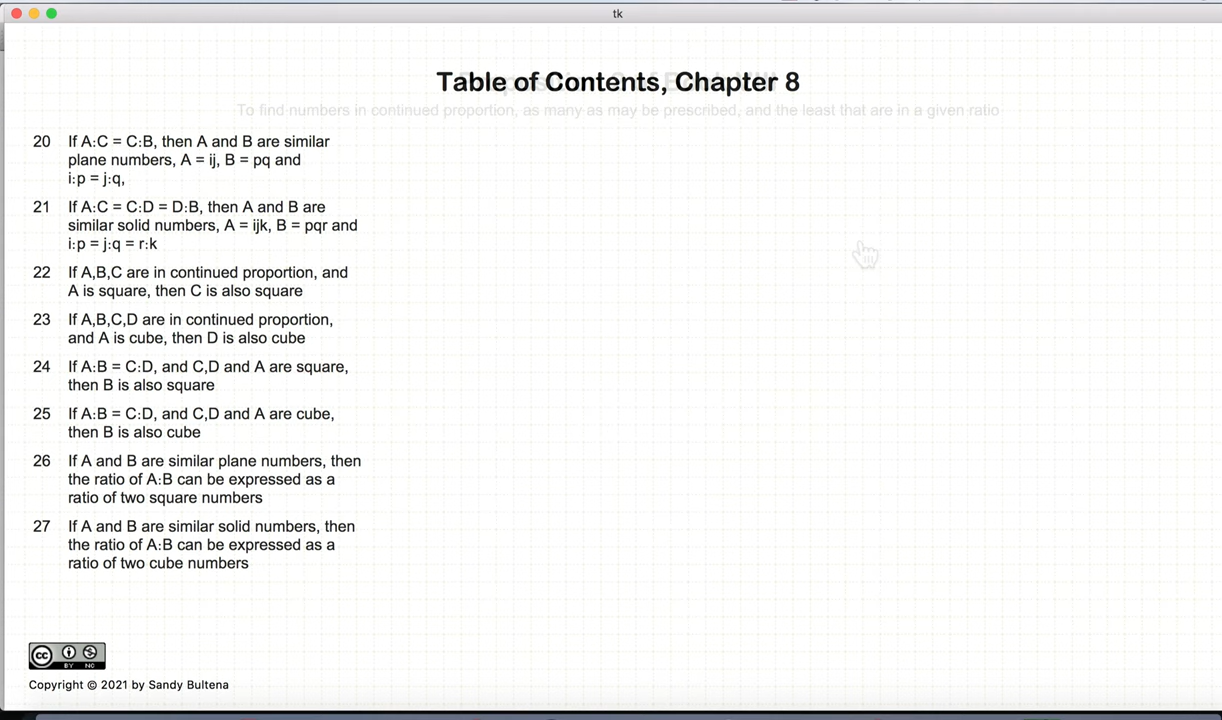 tk
Table of Contents, Chapter 8
To find numbers in continued proportion, as many as may be prescribed, and the least that are in a given ratio
20 If A:C = C:B, then A and B are similar
plane numbers, A = ij, B = pq and
i:p = j:q,
21 If A:C = C:D = D:B, then A and B are
similar solid numbers, A = ijk, B = pqr and
i:p = j:q = r:k
22 If A,B,C are in continued proportion, and
A is square, then C is also square
23 If A,B,C,D are in continued proportion,
and A is cube, then D is also cube
24 If A:B = C:D, and C,D and A are square,
then B is also square
25 If A:B = C:D, and C,D and A are cube,
then B is also cube
26 If A and B are similar plane numbers, then
the ratio of A:B can be expressed as a
ratio of two square numbers
27 If A and B are similar solid numbers, then
the ratio of A:B can be expressed as a
ratio of two cube numbers
cc
BY NC
Copyright © 2021 by Sandy Bultena